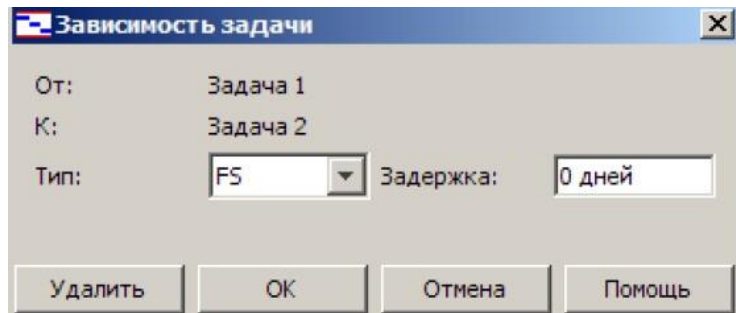 Зависимость задачи
От: Задача 1
К: Задача 2
Тип: FS Задержка: 0 дней
Удалить OK Отмена Помощь